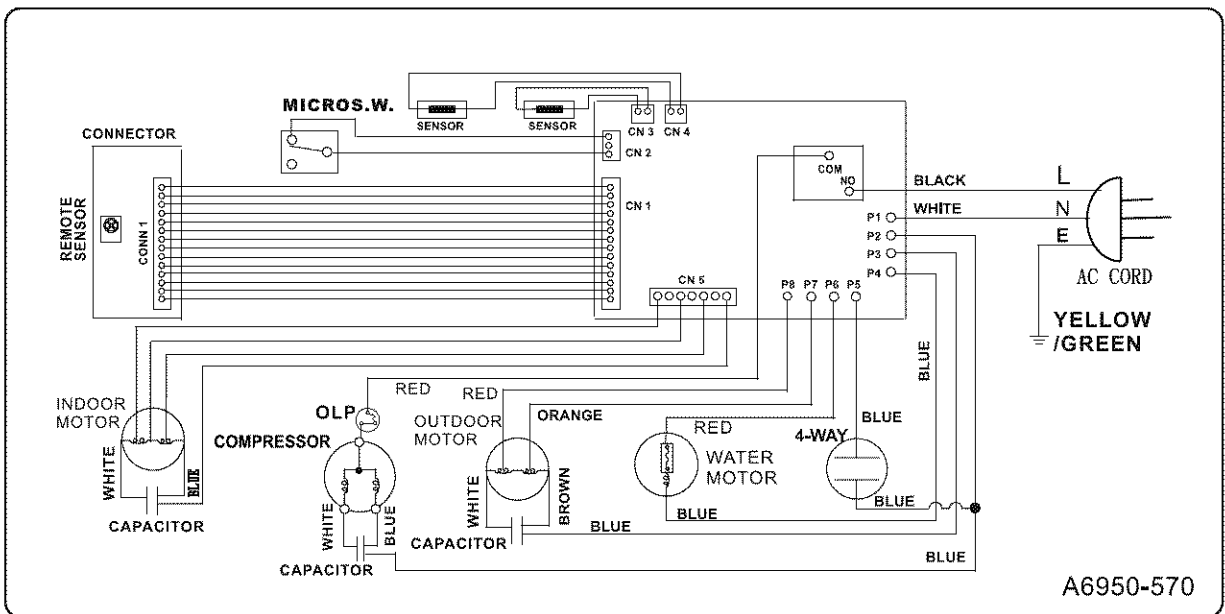 MICROS.W.
SENSOR
SENSOR
CN 3
CN 4
CONNECTOR
CN 2
COM
NO
BLACK
L
REMOTE
SENSOR
CONN 1
CN 1
WHITE
N
P1
P2
E
P3
P4
AC CORD
CN 5
P8
P7
P6
P5
YELLOW
/GREEN
BLUE
RED
RED
INDOOR
MOTOR
OLP
OUTDOOR
MOTOR
ORANGE
BLUE
COMPRESSOR
RED
4-WAY
WATER
MOTOR
WHITE
BLUE
WHITE
BROWN
BLUE
BLUE
CAPACITOR
WHITE
BLUE
CAPACITOR
BLUE
BLUE
CAPACITOR
A6950-570